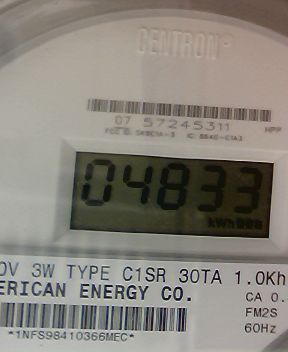 CENTRON®
07 57245311 HPP
04833
kWh
0V 3W TYPE C1SR 30TA 1.0Kh
ERICAN ENERGY CO.
CA 0.
FM2S
*1NFS98410366MEC* 60Hz